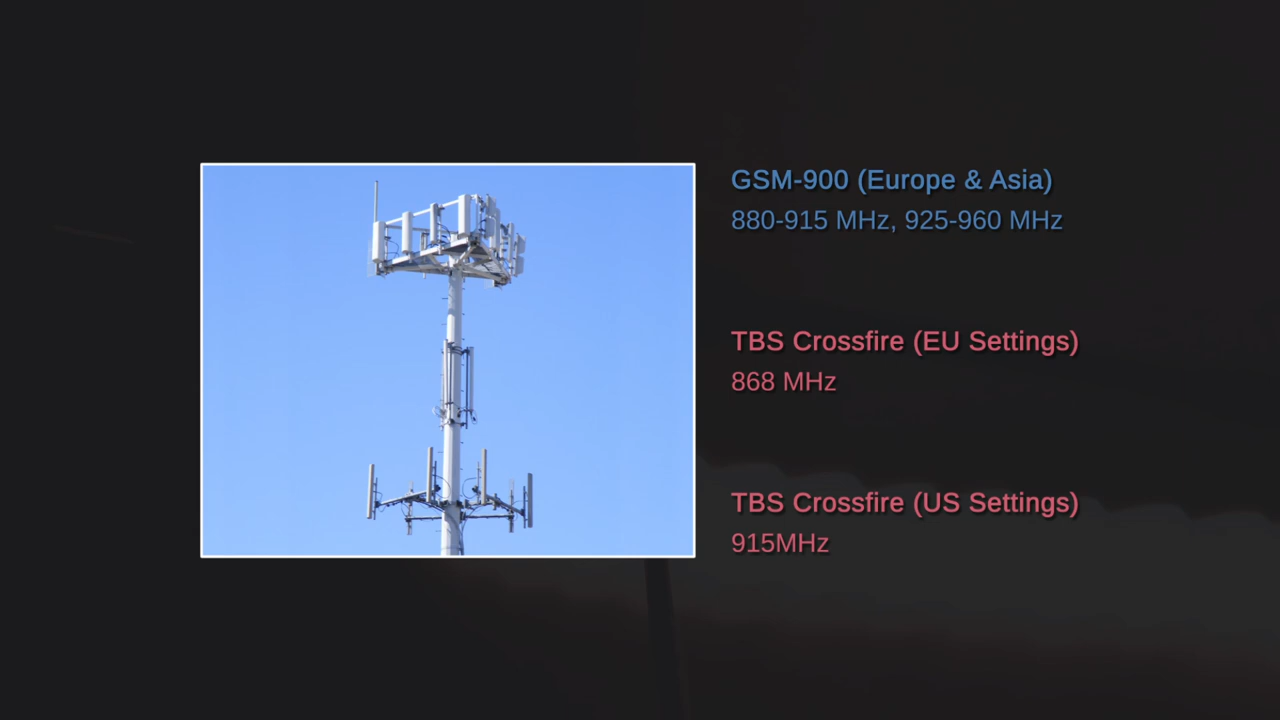 GSM-900 (Europe & Asia)
880-915 MHz, 925-960 MHz
TBS Crossfire (EU Settings)
868 MHz
TBS Crossfire (US Settings)
915MHz